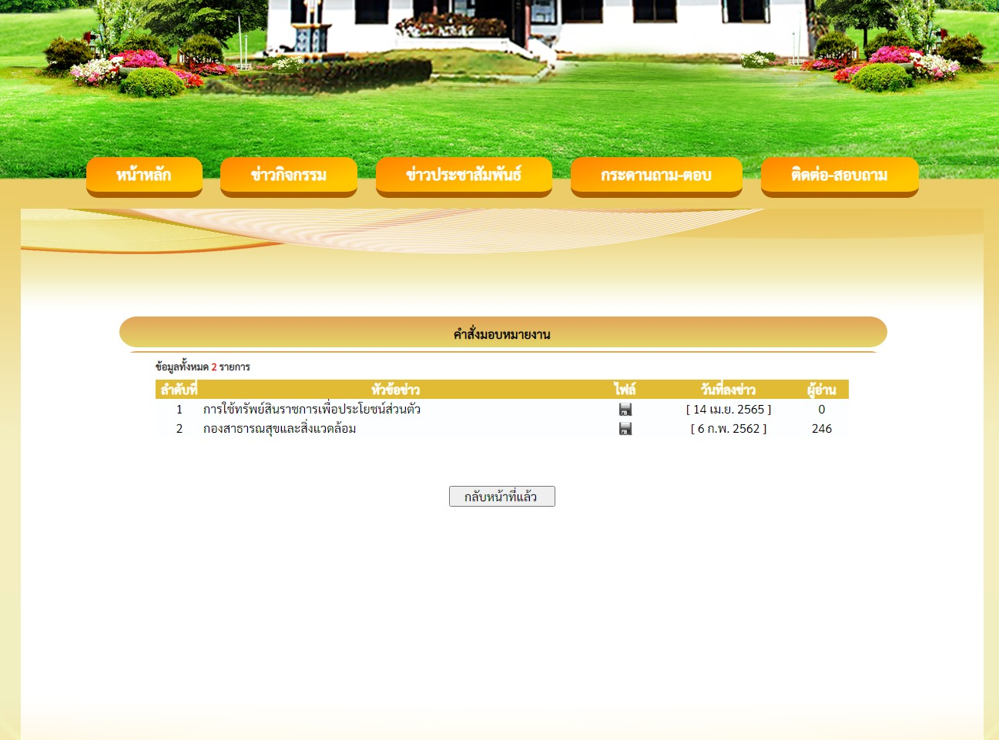 หน้าหลัก ข่าวกิจกรรม ข่าวประชาสัมพันธ์ กระดานถาม-ตอบ ติดต่อ-สอบถาม
คำสั่งมอบหมายงาน
ข้อมูลทั้งหมด 2 รายการ
ลำดับที่ หัวข้อข่าว ไฟล์ วันที่ลงข่าว ผู้อ่าน
1 การใช้ทรัพย์สินราชการเพื่อประโยชน์ส่วนตัว [ 14 เม.ย. 2565 ] 0
2 กองสาธารณสุขและสิ่งแวดล้อม [ 6 ก.พ. 2562 ] 246
กลับหน้าที่แล้ว